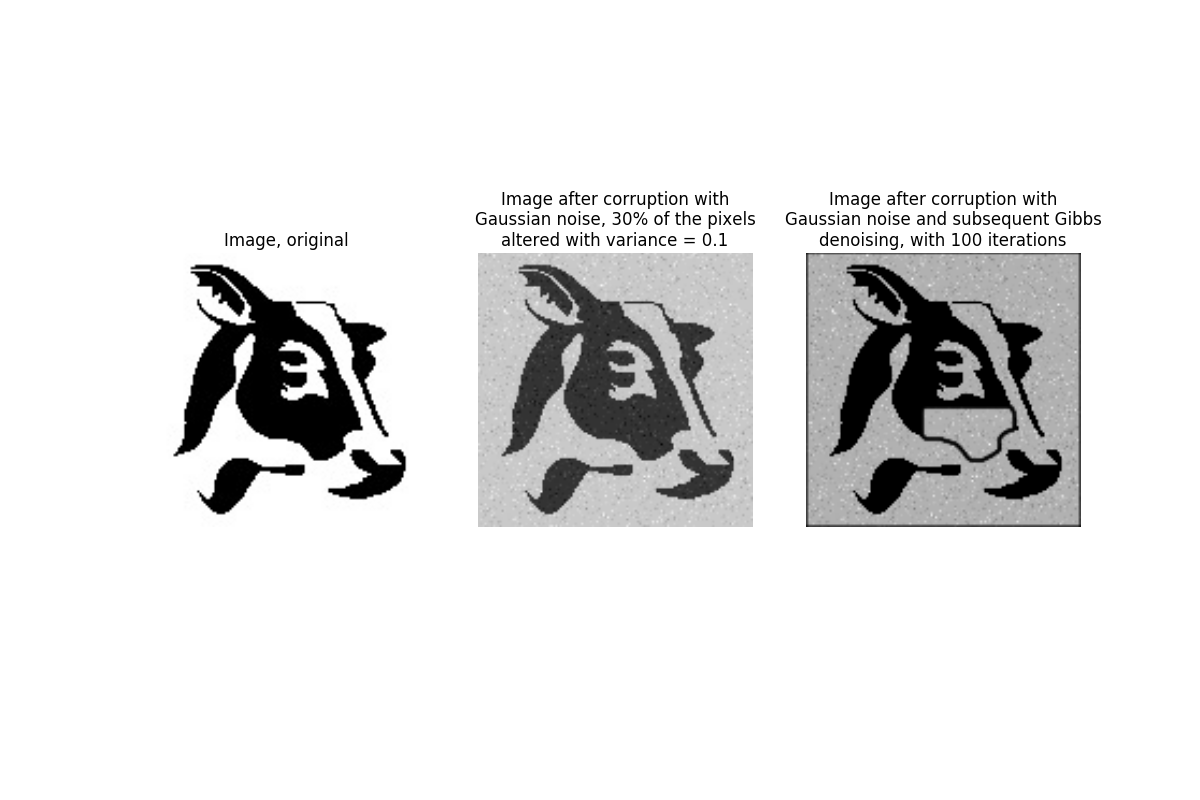 Image, original
Image after corruption with
Gaussian noise, 30% of the pixels
altered with variance = 0.1
Image after corruption with
Gaussian noise and subsequent Gibbs
denoising, with 100 iterations